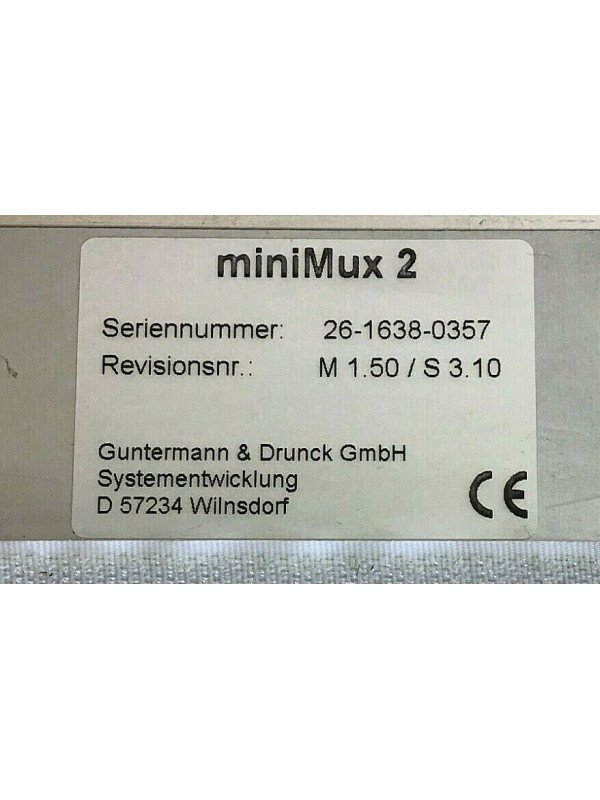 miniMux 2
Seriennummer: 26-1638-0357
Revisionsnr.: M 1.50 / S 3.10
Guntermann & Drunck GmbH
Systementwicklung
D 57234 Wilnsdorf
CE